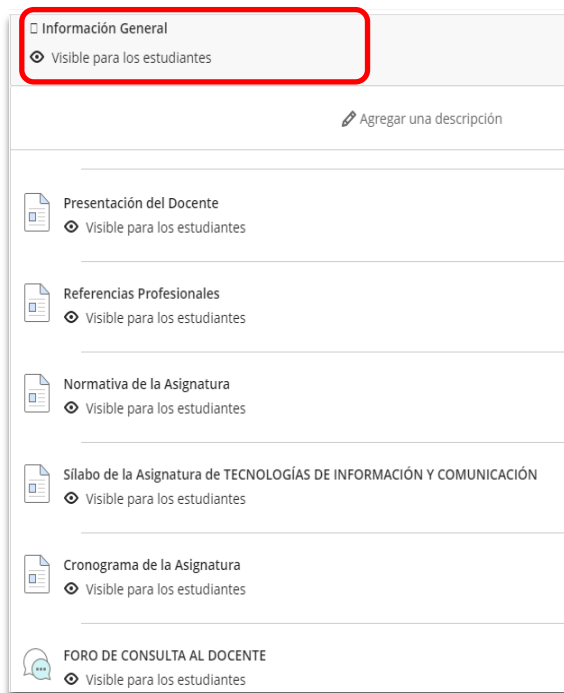 Información General
Visible para los estudiantes
Agregar una descripción
Presentación del Docente
Visible para los estudiantes
Referencias Profesionales
Visible para los estudiantes
Normativa de la Asignatura
Visible para los estudiantes
Sílabo de la Asignatura de TECNOLOGÍAS DE INFORMACIÓN Y COMUNICACIÓN
Visible para los estudiantes
Cronograma de la Asignatura
Visible para los estudiantes
FORO DE CONSULTA AL DOCENTE
Visible para los estudiantes